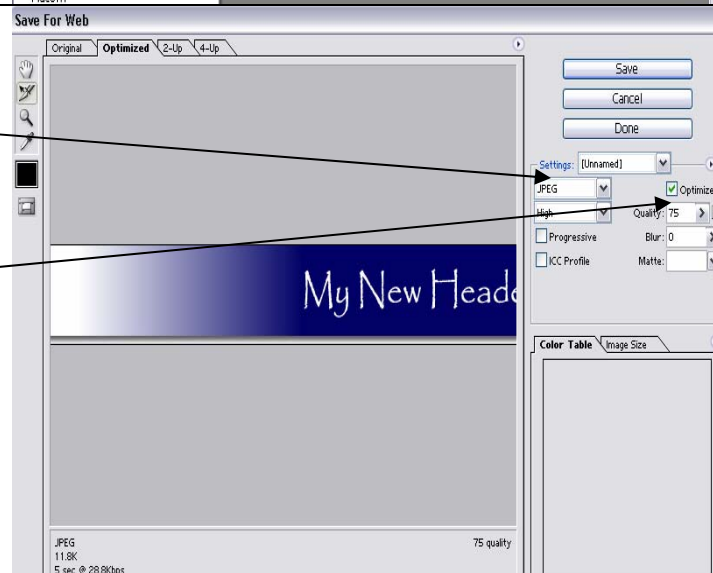 Save For Web
Original Optimized 2-Up 4-Up
Save
Cancel
Done
Settings: [Unnamed]
JPEG Optimize
High Quality: 75
Progressive Blur: 0
ICC Profile Matte:
My New Heade
Color Table Image Size
JPEG 75 quality
11.8K
5 sec @ 28.8Kbps